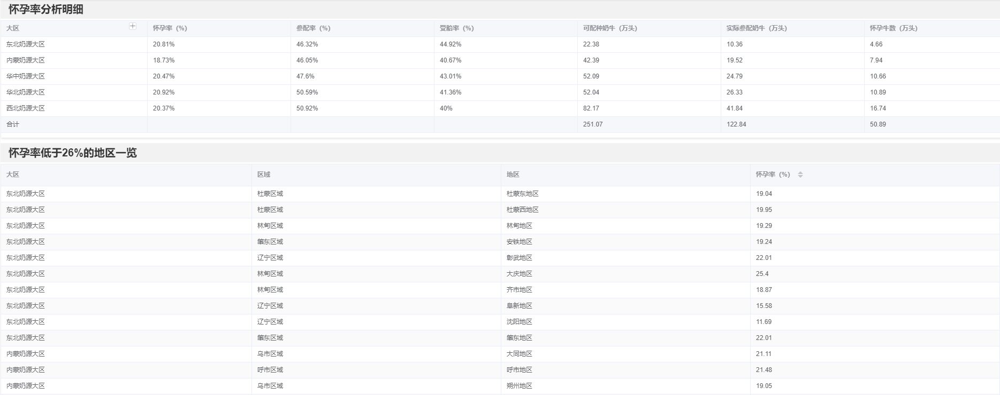 怀孕率分析明细
大区 怀孕率（%） 参配率（%） 受胎率（%） 可配种奶牛（万头） 实际参配奶牛（万头） 怀孕牛数（万头）
东北奶源大区 20.81% 46.32% 44.92% 22.38 10.36 4.66
内蒙奶源大区 18.73% 46.05% 40.67% 42.39 19.52 7.94
华中奶源大区 20.47% 47.6% 43.01% 52.09 24.79 10.66
华北奶源大区 20.92% 50.59% 41.36% 52.04 26.33 10.89
西北奶源大区 20.37% 50.92% 40% 82.17 41.84 16.74
合计 251.07 122.84 50.89
怀孕率低于26%的地区一览
大区 区域 地区 怀孕率（%）
东北奶源大区 杜蒙区域 杜蒙东地区 19.04
东北奶源大区 杜蒙区域 杜蒙西地区 19.95
东北奶源大区 林甸区域 林甸地区 19.29
东北奶源大区 肇东区域 安铁地区 19.24
东北奶源大区 辽宁区域 彰武地区 22.01
东北奶源大区 林甸区域 大庆地区 25.4
东北奶源大区 林甸区域 齐市地区 18.87
东北奶源大区 辽宁区域 阜新地区 15.58
东北奶源大区 辽宁区域 沈阳地区 11.69
东北奶源大区 肇东区域 肇东地区 22.01
内蒙奶源大区 乌市区域 大同地区 21.11
内蒙奶源大区 呼市区域 呼市地区 21.48
内蒙奶源大区 乌市区域 朔州地区 19.05